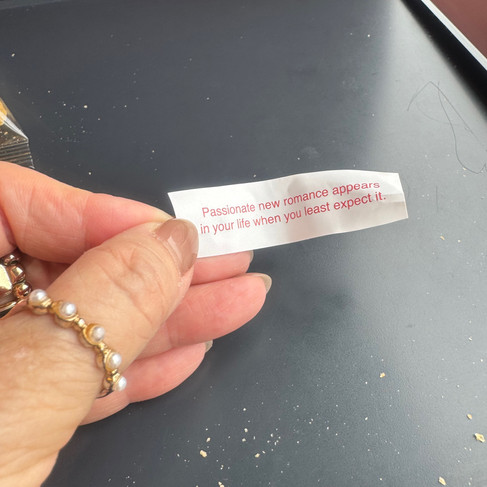 Passionate new romance appears
in your life when you least expect it.